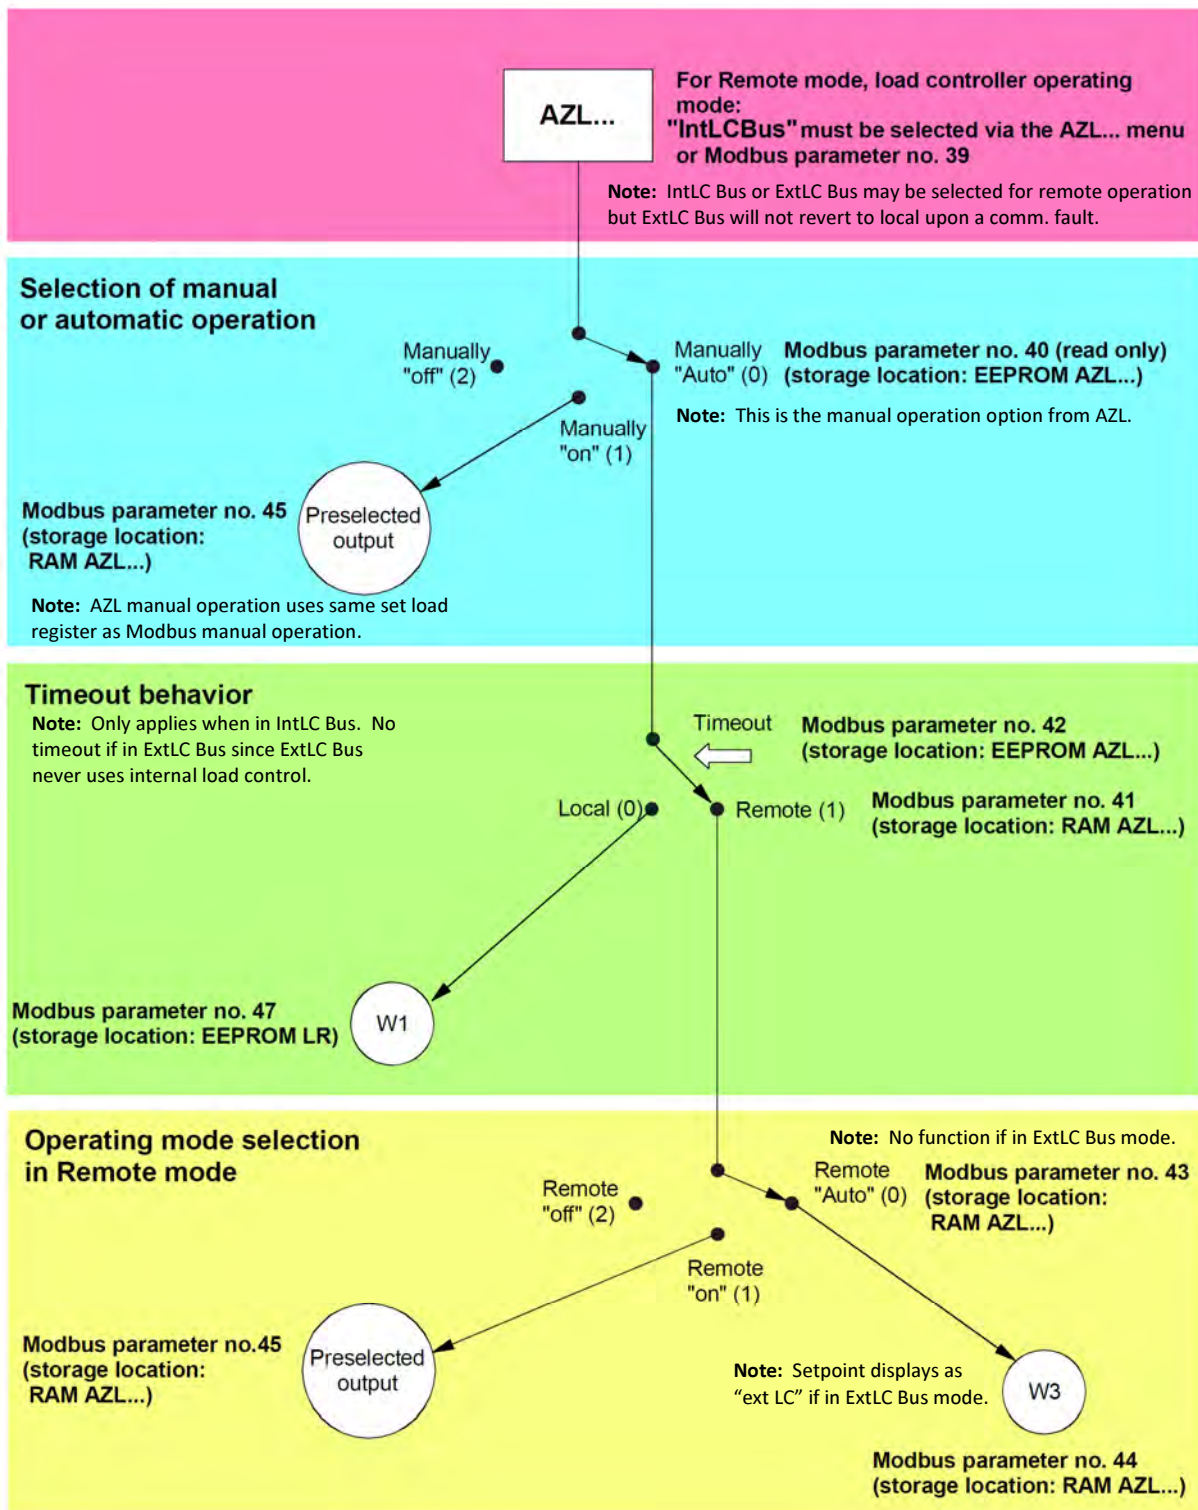 AZL...
For Remote mode, load controller operating
mode:
"IntLCBus" must be selected via the AZL... menu
or Modbus parameter no. 39
Note: IntLC Bus or ExtLC Bus may be selected for remote operation
but ExtLC Bus will not revert to local upon a comm. fault.
Selection of manual
or automatic operation
Manually
"off" (2)
Manually
"Auto" (0)
Modbus parameter no. 40 (read only)
(storage location: EEPROM AZL...)
Note: This is the manual operation option from AZL.
Manually
"on" (1)
Modbus parameter no. 45
(storage location:
RAM AZL...)
Preselected
output
Note: AZL manual operation uses same set load
register as Modbus manual operation.
Timeout behavior
Note: Only applies when in IntLC Bus. No
timeout if in ExtLC Bus since ExtLC Bus
never uses internal load control.
Timeout
Modbus parameter no. 42
(storage location: EEPROM AZL...)
Local (0)
Remote (1)
Modbus parameter no. 41
(storage location: RAM AZL...)
Modbus parameter no. 47
(storage location: EEPROM LR)
W1
Operating mode selection
in Remote mode
Note: No function if in ExtLC Bus mode.
Remote
"off" (2)
Remote
"Auto" (0)
Modbus parameter no. 43
(storage location:
RAM AZL...)
Remote
"on" (1)
Modbus parameter no.45
(storage location:
RAM AZL...)
Preselected
output
Note: Setpoint displays as
“ext LC” if in ExtLC Bus mode.
W3
Modbus parameter no. 44
(storage location: RAM AZL...)